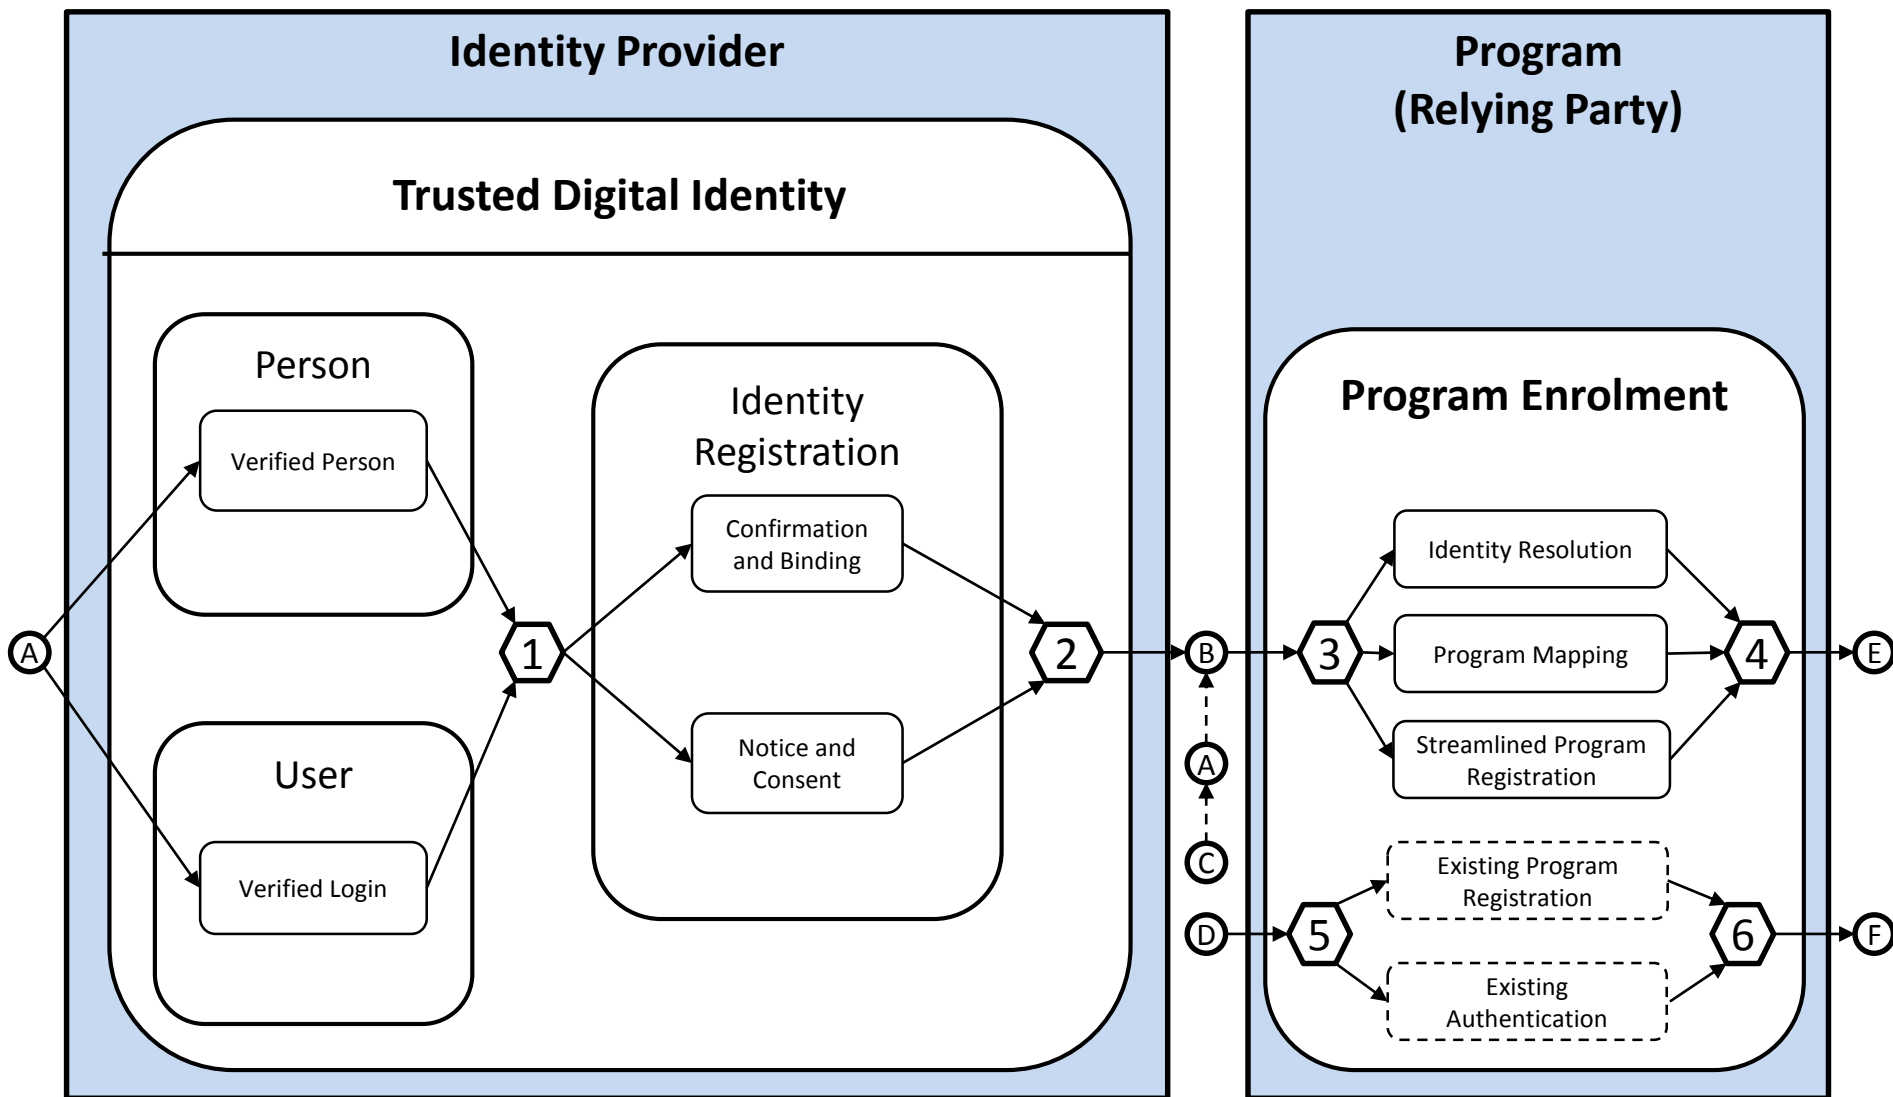 Identity Provider
Trusted Digital Identity
Person
Verified Person
User
Verified Login
A
1
Identity
Registration
Confirmation
and Binding
Notice and
Consent
2
B
A
C
D
Program
(Relying Party)
Program Enrolment
3
Identity Resolution
Program Mapping
Streamlined Program
Registration
4
E
5
Existing Program
Registration
Existing
Authentication
6
F